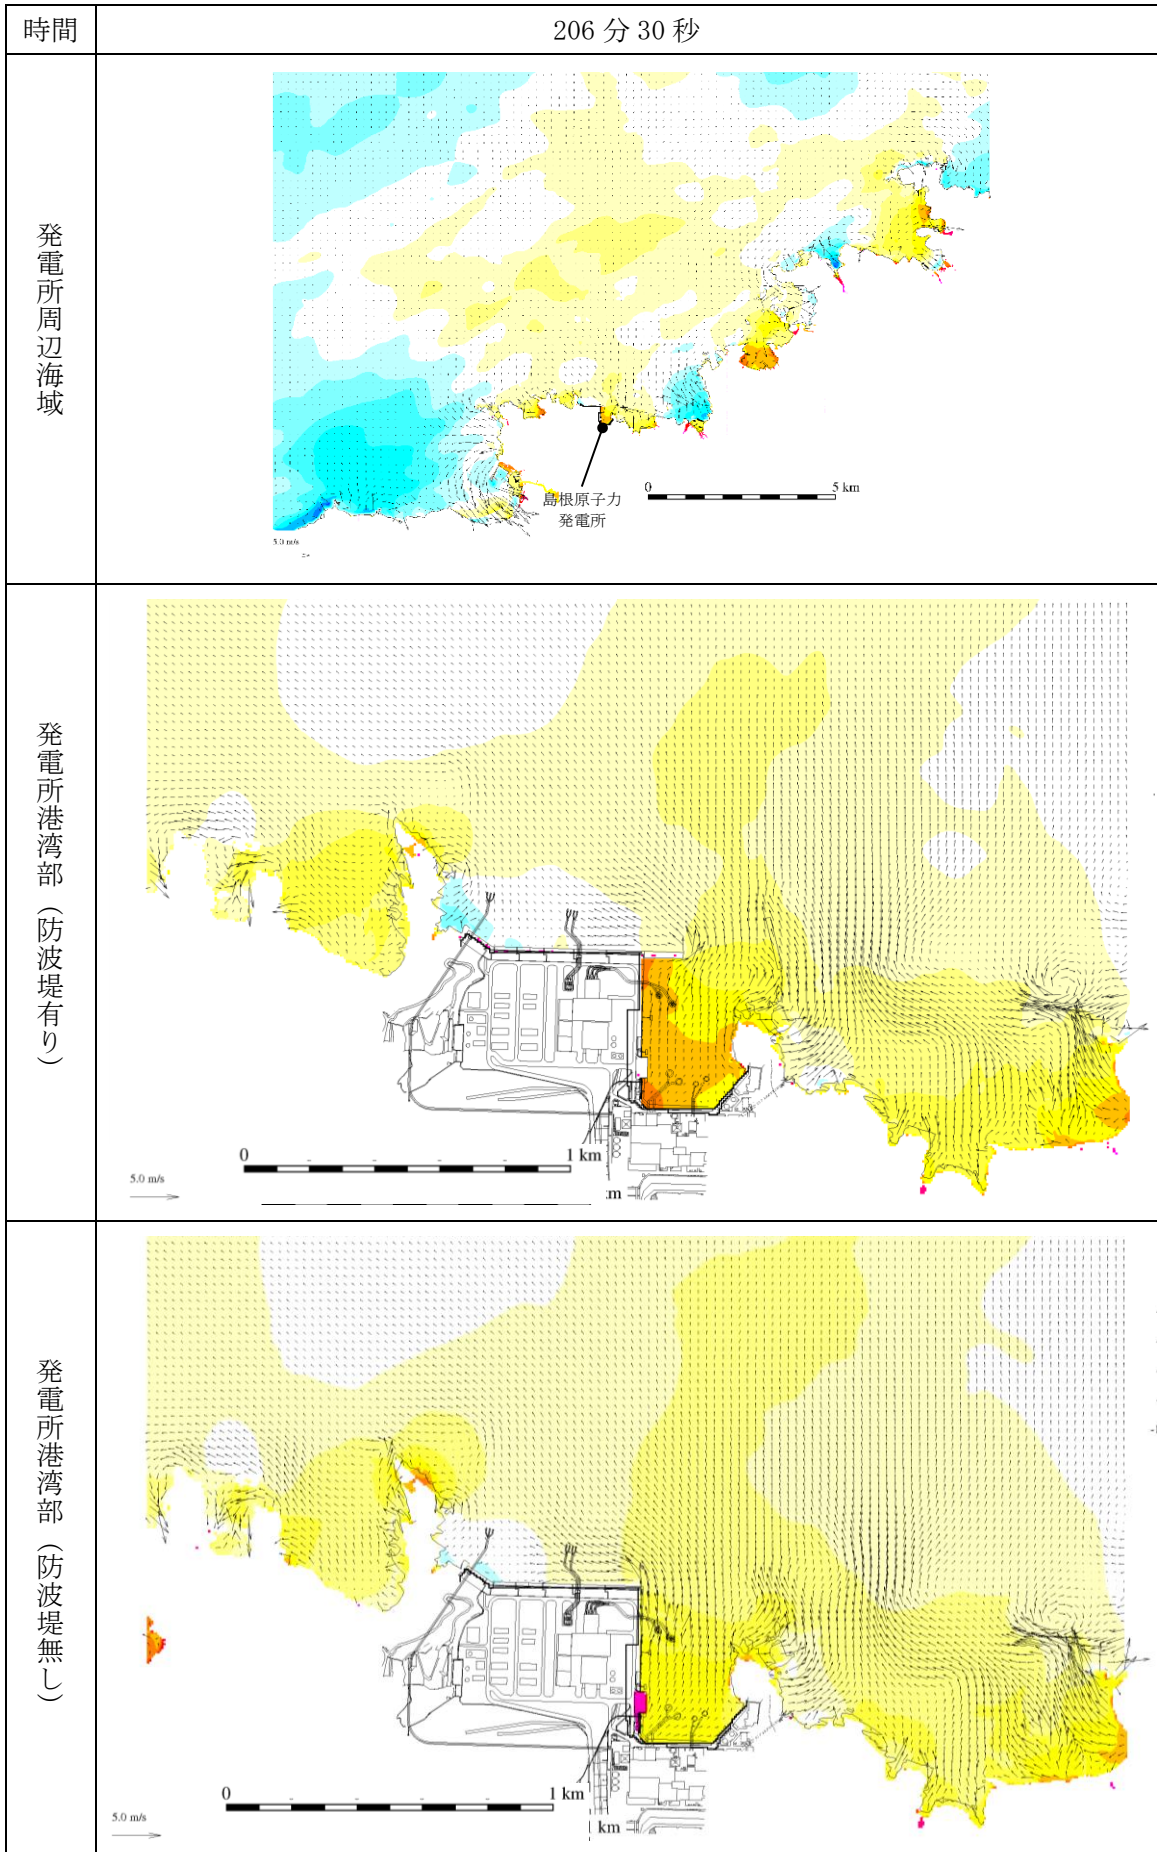 時間
206 分 30 秒
発電所周辺海域
島根原子力
発電所
0
5 km
3.0 m/s
発電所港湾部（防波堤有り）
0
1 km
5.0 m/s
km
発電所港湾部（防波堤無し）
0
1 km
5.0 m/s
km